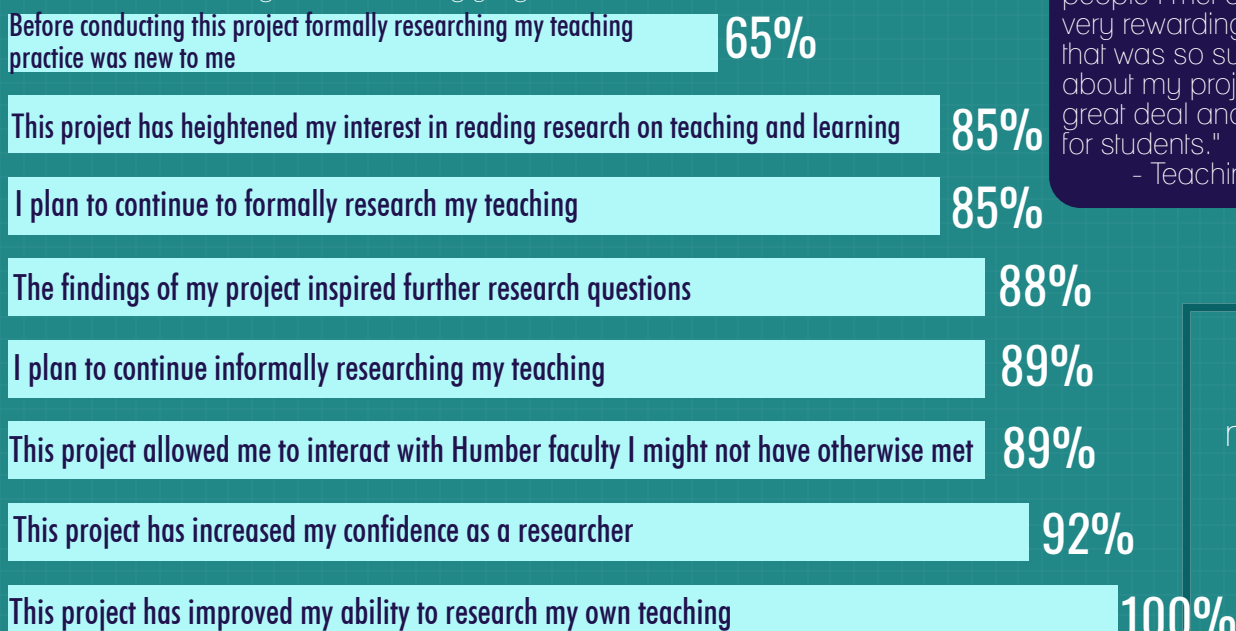 Before conducting this project formally researching my teaching
practice was new to me
65%
This project has heightened my interest in reading research on teaching and learning
85%
I plan to continue to formally research my teaching
85%
The findings of my project inspired further research questions
88%
I plan to continue informally researching my teaching
89%
This project allowed me to interact with Humber faculty I might not have otherwise met
89%
This project has increased my confidence as a researcher
92%
This project has improved my ability to research my own teaching
100%
very rewarding
that was so su
about my proj
great deal and
for students."
- Teachin